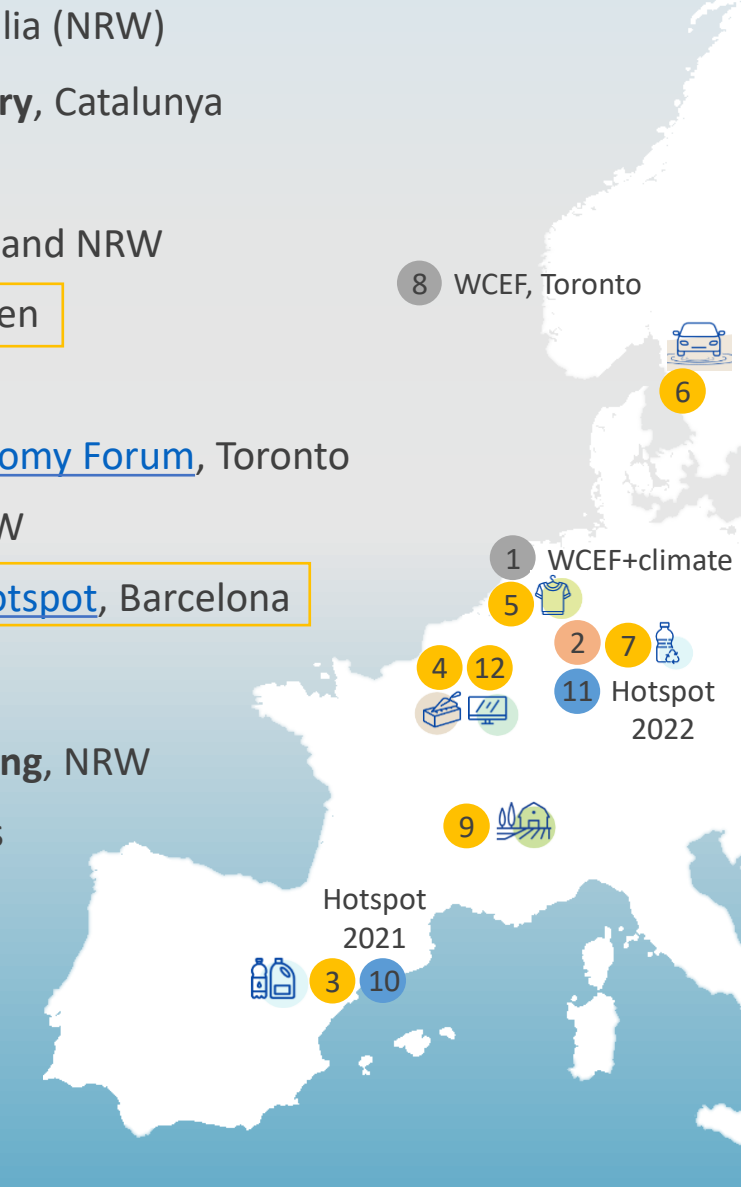 lia (NRW)
ry, Catalunya
and NRW
en
omy Forum, Toronto
W
otspot, Barcelona
ng, NRW
s
8 WCEF, Toronto
6
1 WCEF+climate
5
2 7
4 12
11 Hotspot
2022
9
Hotspot
2021
3 10